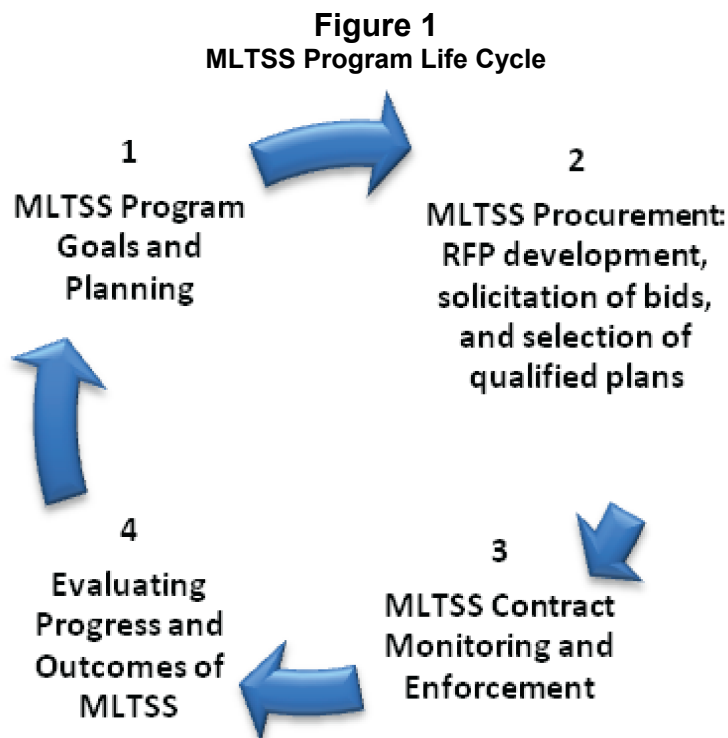 Figure 1
MLTSS Program Life Cycle
1
MLTSS Program
Goals and
Planning
2
MLTSS Procurement:
RFP development,
solicitation of bids,
and selection of
qualified plans
3
MLTSS Contract
Monitoring and
Enforcement
4
Evaluating
Progress and
Outcomes of
MLTSS